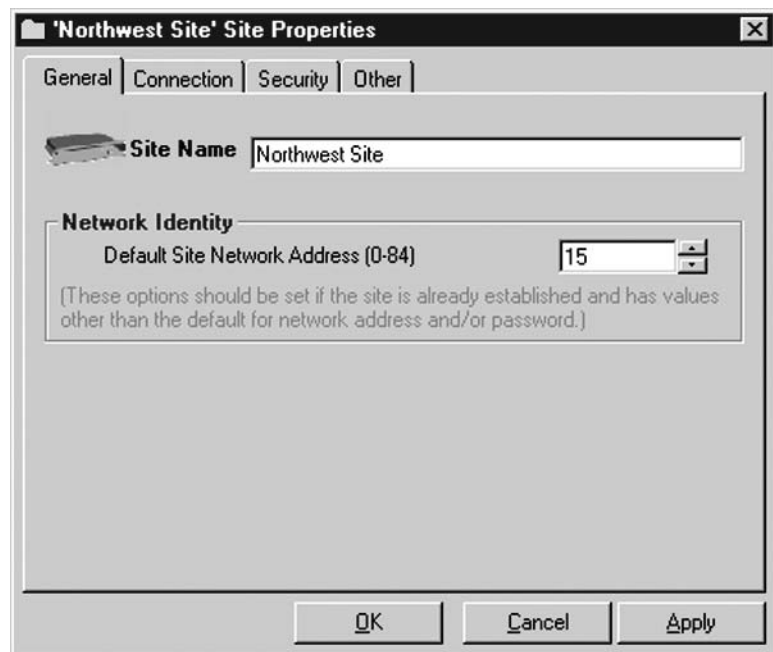 'Northwest Site' Site Properties
General Connection Security Other
Site Name Northwest Site
Network Identity
Default Site Network Address (0-84) 15
(These options should be set if the site is already established and has values
other than the default for network address and/or password.)
OK Cancel Apply